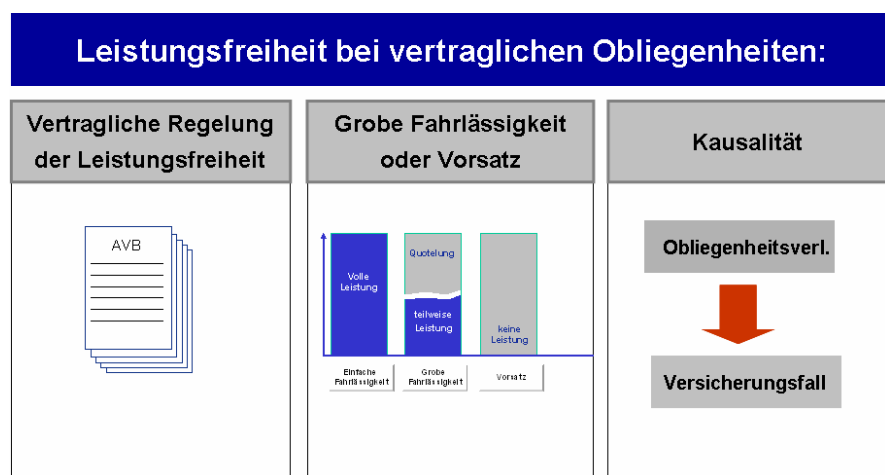 Leistungsfreiheit bei vertraglichen Obliegenheiten:
Vertragliche Regelung
der Leistungsfreiheit
AVB
Grobe Fahrlässigkeit
oder Vorsatz
Volle
Leistung
Quotelung
teilweise
Leistung
keine
Leistung
Einfache
Fahrlässigkeit
Grobe
Fahrlässigkeit
Vorsatz
Kausalität
Obliegenheitsverl.
Versicherungsfall